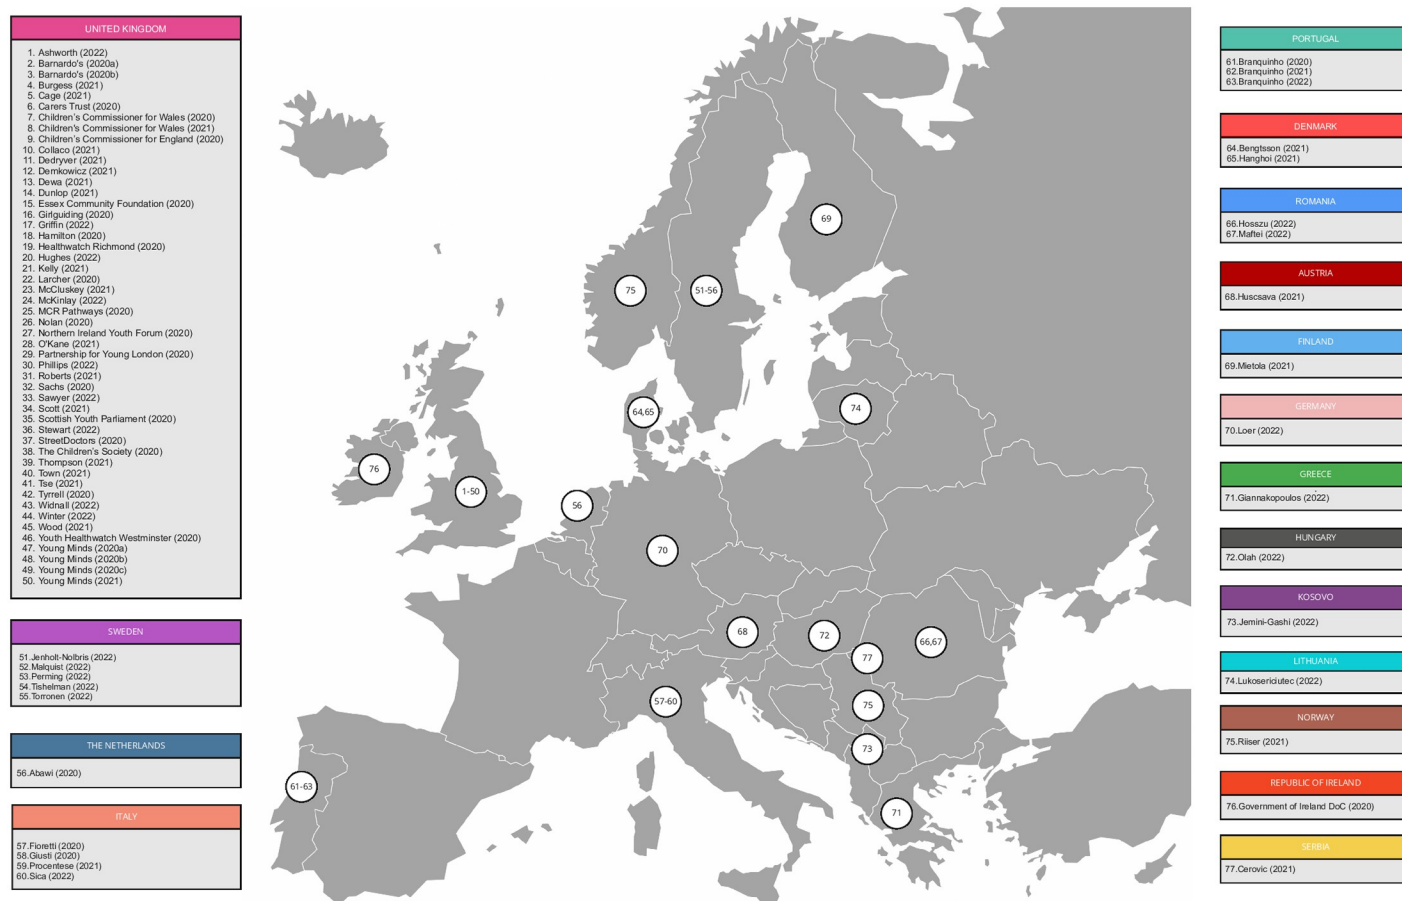 UNITED KINGDOM
1. Ashworth (2022)
2. Barnardo's (2020a)
3. Barnardo's (2020b)
4. Burgess (2021)
5. Cage (2021)
6. Carers Trust (2020)
7. Children's Commissioner for Wales (2020)
8. Children's Commissioner for Wales (2021)
9. Children's Commissioner for England (2020)
10. Collaco (2021)
11. Dedryver (2021)
12. Demkowicz (2021)
13. Dewa (2021)
14. Dunlop (2021)
15. Essex Community Foundation (2020)
16. Girlguiding (2020)
17. Griffin (2022)
18. Hamilton (2020)
19. Healthwatch Richmond (2020)
20. Hughes (2022)
21. Kelly (2021)
22. Larcher (2020)
23. McCluskey (2021)
24. McKinlay (2022)
25. MCR Pathways (2020)
26. Nolan (2020)
27. Northern Ireland Youth Forum (2020)
28. O'Kane (2021)
29. Partnership for Young London (2020)
30. Phillips (2022)
31. Roberts (2021)
32. Sachs (2020)
33. Sawyer (2022)
34. Scott (2021)
35. Scottish Youth Parliament (2020)
36. Stewart (2022)
37. StreetDoctors (2020)
38. The Children's Society (2020)
39. Thompson (2021)
40. Town (2021)
41. Tse (2021)
42. Tyrrell (2020)
43. Widnall (2022)
44. Winter (2022)
45. Wood (2021)
46. Youth Healthwatch Westminster (2020)
47. Young Minds (2020a)
48. Young Minds (2020b)
49. Young Minds (2020c)
50. Young Minds (2021)
SWEDEN
51.Jenholt-Nolbris (2022)
52.Malquist (2022)
53.Perming (2022)
54.Tishelman (2022)
55.Torronen (2022)
THE NETHERLANDS
56.Abawi (2020)
ITALY
57.Fioretti (2020)
58.Giusti (2020)
59.Procentese (2021)
60.Sica (2022)
69
75
51-56
64,65
74
76
1-50
56
70
68
72
66,67
77
57-60
75
73
61-63
71
PORTUGAL
61.Branquinho (2020)
62.Branquinho (2021)
63.Branquinho (2022)
DENMARK
64.Bengtsson (2021)
65.Hanghoi (2021)
ROMANIA
66.Hosszu (2022)
67.Maftei (2022)
AUSTRIA
68.Huscsava (2021)
FINLAND
69.Mietola (2021)
GERMANY
70.Loer (2022)
GREECE
71.Giannakopoulos (2022)
HUNGARY
72.Olah (2022)
KOSOVO
73.Jemini-Gashi (2022)
LITHUANIA
74.Lukosericiutec (2022)
NORWAY
75.Riiser (2021)
REPUBLIC OF IRELAND
76.Government of Ireland DoC (2020)
SERBIA
77.Cerovic (2021)